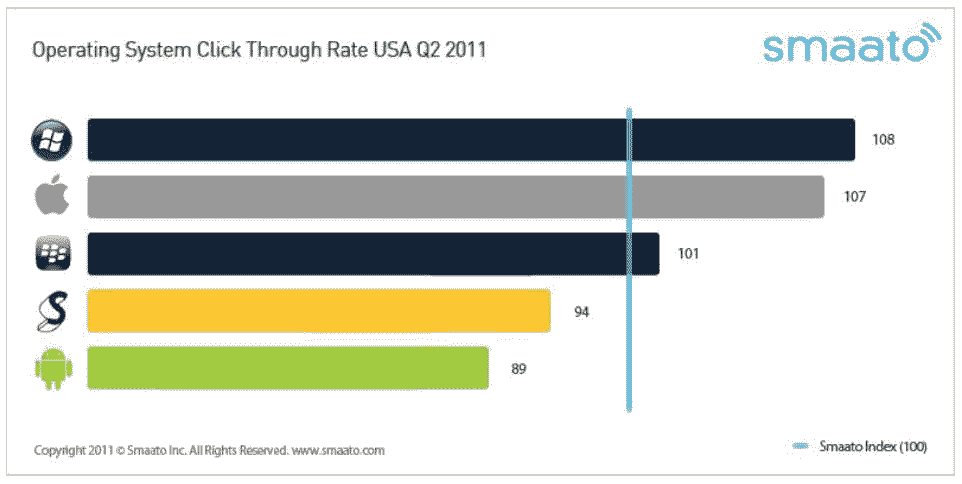 Operating System Click Through Rate USA Q2 2011
smaato
108
107
101
94
89
Copyright 2011 © Smaato Inc. All Rights Reserved. www.smaato.com
Smaato Index (100)